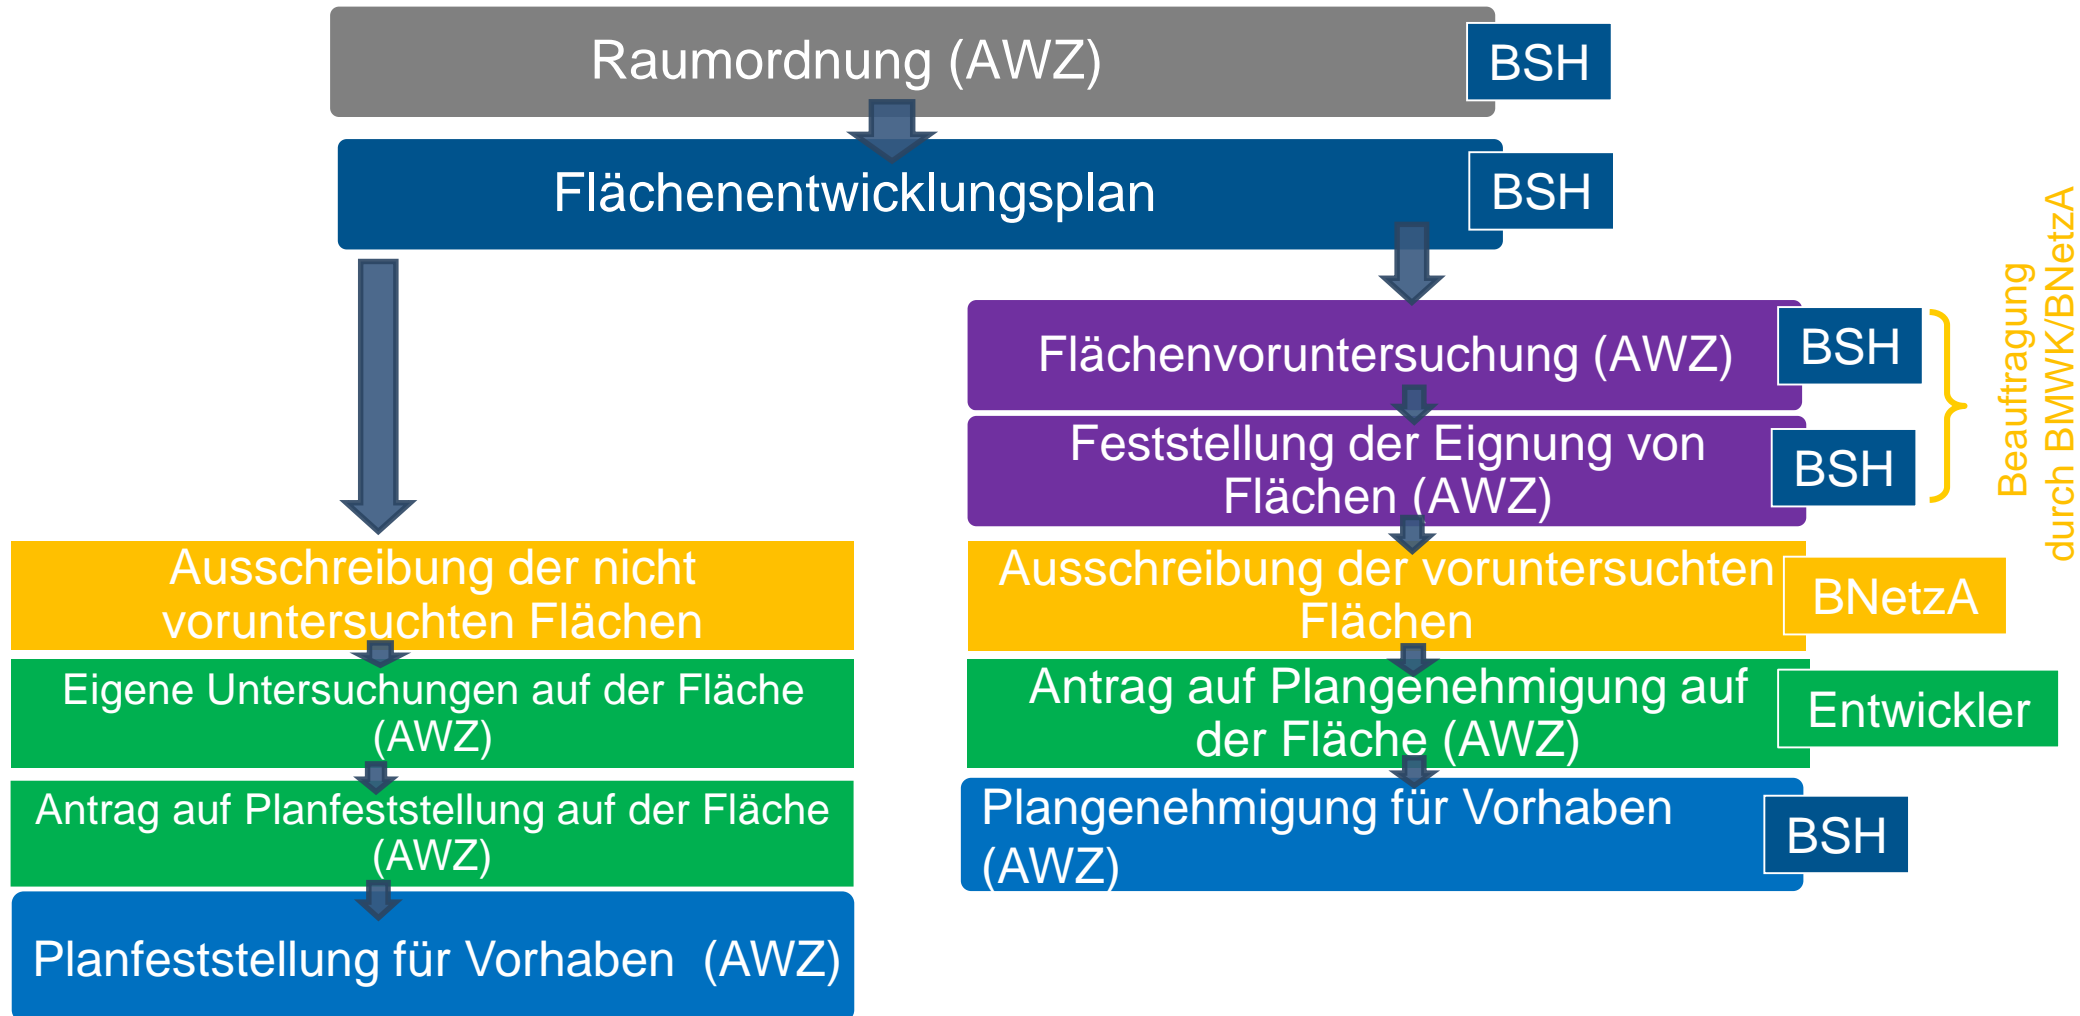 Raumordnung (AWZ)
BSH
Flächenentwicklungsplan
BSH
Flächenvoruntersuchung (AWZ)
BSH
Feststellung der Eignung von
Flächen (AWZ)
BSH
Beauftragung
durch BMWK/BNetzA
Ausschreibung der nicht
voruntersuchten Flächen
Eigene Untersuchungen auf der Fläche
(AWZ)
Antrag auf Planfeststellung auf der Fläche
(AWZ)
Planfeststellung für Vorhaben  (AWZ)
Ausschreibung der voruntersuchten
Flächen
BNetzA
Antrag auf Plangenehmigung auf
der Fläche (AWZ)
Entwickler
Plangenehmigung für Vorhaben
(AWZ)
BSH